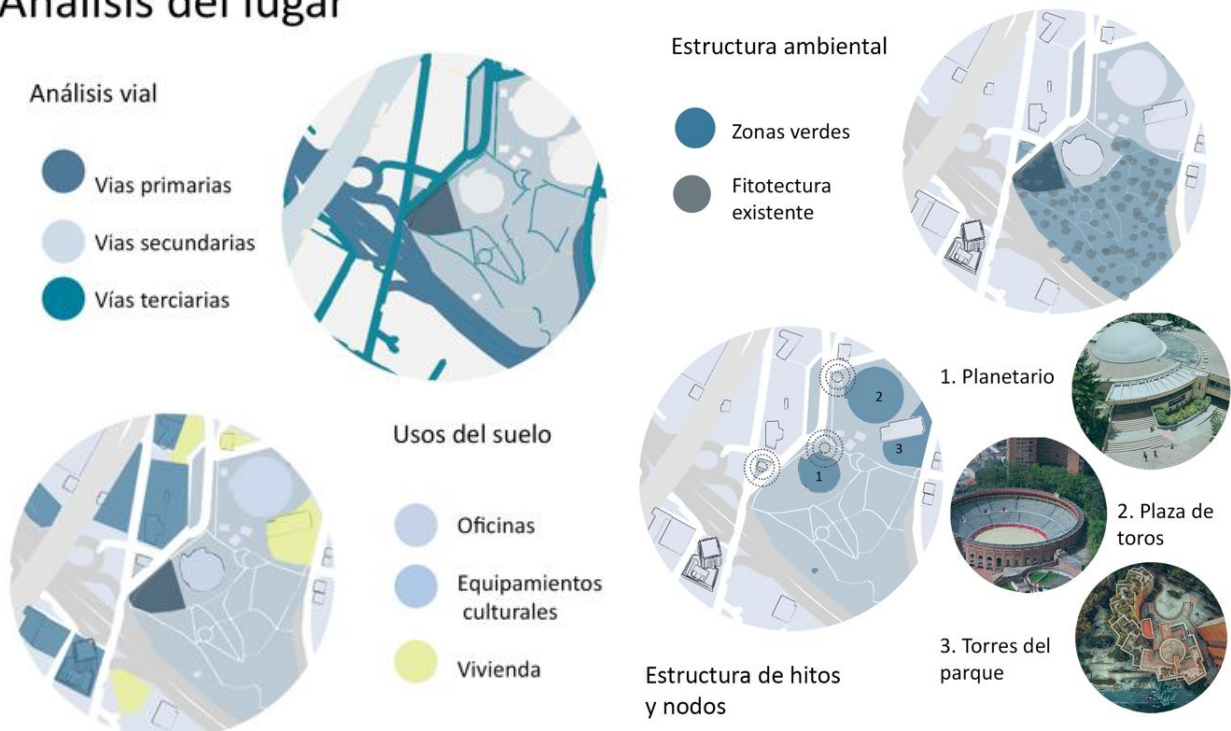 Análisis del lugar
Análisis vial
Vias primarias
Vias secundarias
Vías terciarias
Usos del suelo
Oficinas
Equipamientos
culturales
Vivienda
Estructura ambiental
Zonas verdes
Fitotectura
existente
2
3
1
Estructura de hitos
y nodos
1. Planetario
2. Plaza de
toros
3. Torres del
parque